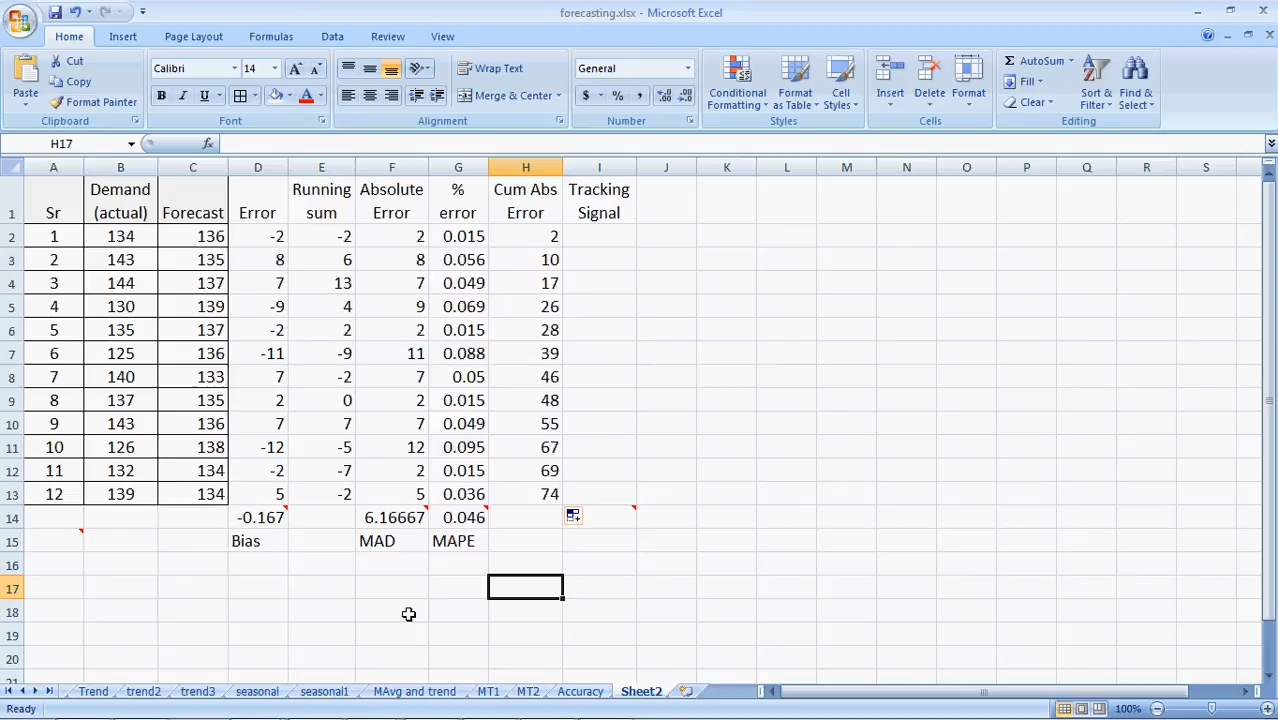 forecasting.xlsx - Microsoft Excel
Home Insert Page Layout Formulas Data Review View
Paste
Cut
Copy
Format Painter
Clipboard
Calibri 14
B I U
Font
Wrap Text
Merge & Center
Alignment
General
$ % ,
Number
Conditional Formatting
Format as Table
Cell Styles
Styles
Insert Delete Format
Cells
AutoSum
Fill
Clear
Sort & Filter
Find & Select
Editing
H17 fx
A B C D E F G H I J K L M N O P Q R S
1 Sr Demand (actual) Forecast Error Running sum Absolute Error % error Cum Abs Error Tracking Signal
2 1 134 136 -2 -2 2 0.015 2
3 2 143 135 8 6 8 0.056 10
4 3 144 137 7 13 7 0.049 17
5 4 130 139 -9 4 9 0.069 26
6 5 135 137 -2 2 2 0.015 28
7 6 125 136 -11 -9 11 0.088 39
8 7 140 133 7 -2 7 0.05 46
9 8 137 135 2 0 2 0.015 48
10 9 143 136 7 7 7 0.049 55
11 10 126 138 -12 -5 12 0.095 67
12 11 132 134 -2 -7 2 0.015 69
13 12 139 134 5 -2 5 0.036 74
14 -0.167 6.16667 0.046
15 Bias MAD MAPE
16
17
18
19
20
21
Trend trend2 trend3 seasonal seasonal1 MAvg and trend MT1 MT2 Accuracy Sheet2
Ready 100%